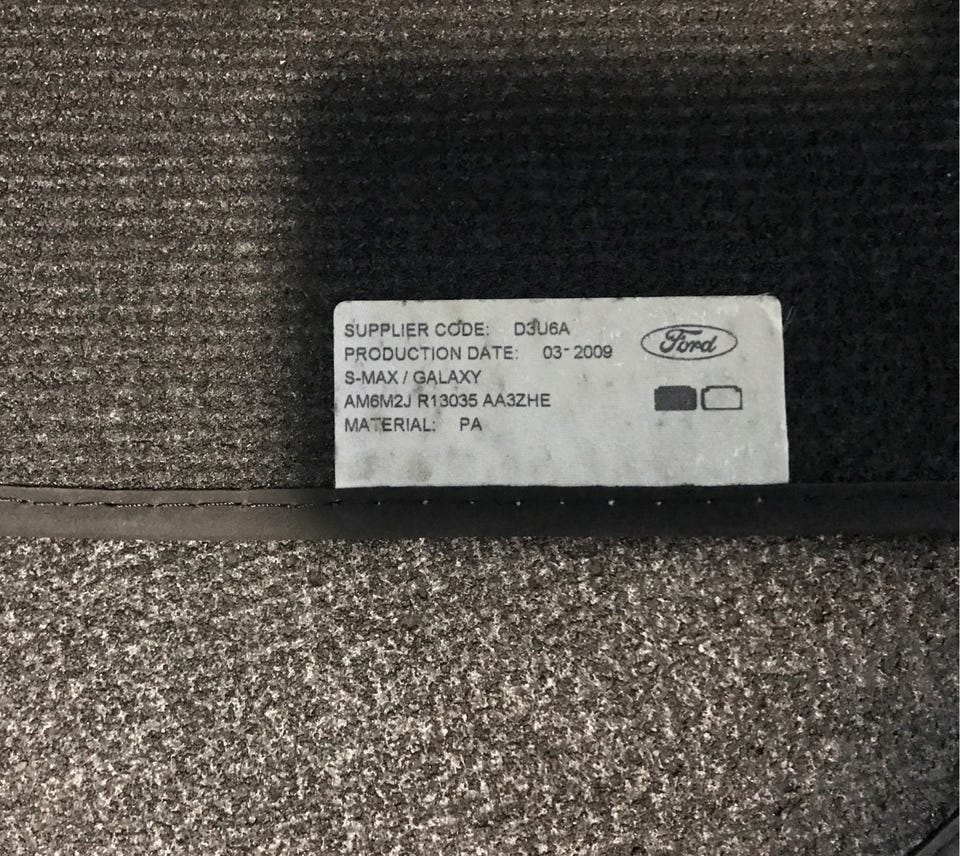 SUPPLIER CODE: D3U6A
Ford
PRODUCTION DATE: 03-2009
S-MAX / GALAXY
AM6M2J R13035 AA3ZHE
MATERIAL: PA